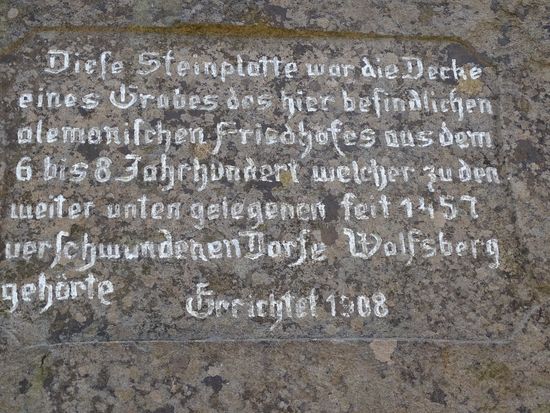 Diese Steinplatte war die Decke
eines Grabes des hier befindlichen
alemanischen Friedhofes aus dem
6 bis 8 Jahrhundert welcher zu den
weiter unten gelegenen seit 1457
verschwundenen Dorfe Wolfsberg
gehörte Errichtet 1908